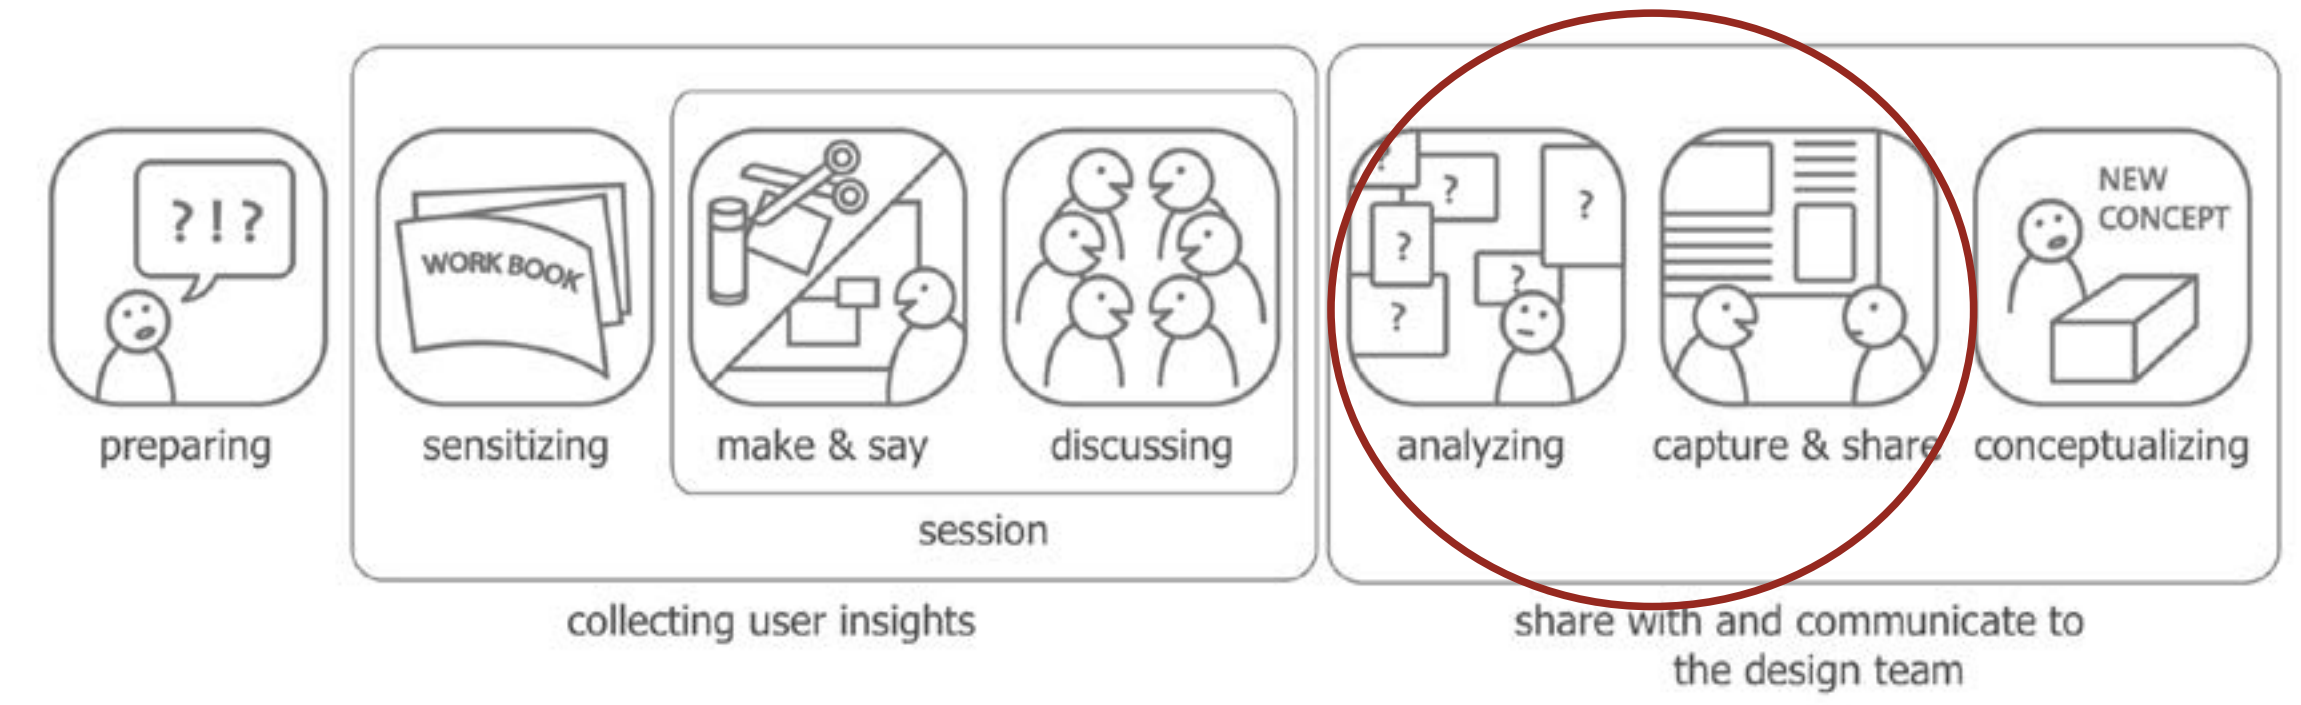 ? ! ?
preparing
WORK BOOK
sensitizing
make & say
discussing
session
collecting user insights
?
?
?
?
?
?
analyzing
capture & share
NEW
CONCEPT
conceptualizing
share with and communicate to
the design team